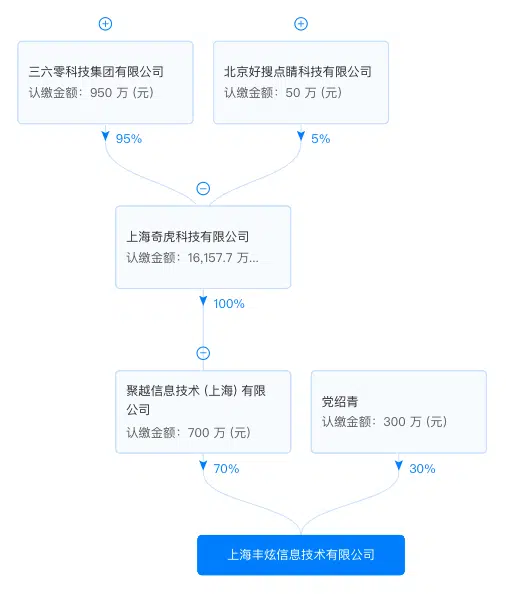 三六零科技集团有限公司
认缴金额：950 万 (元)
北京好搜点睛科技有限公司
认缴金额：50 万 (元)
95%
5%
上海奇虎科技有限公司
认缴金额：16,157.7 万...
100%
聚越信息技术 (上海) 有限
公司
认缴金额：700 万 (元)
党绍青
认缴金额：300 万 (元)
70%
30%
上海丰炫信息技术有限公司